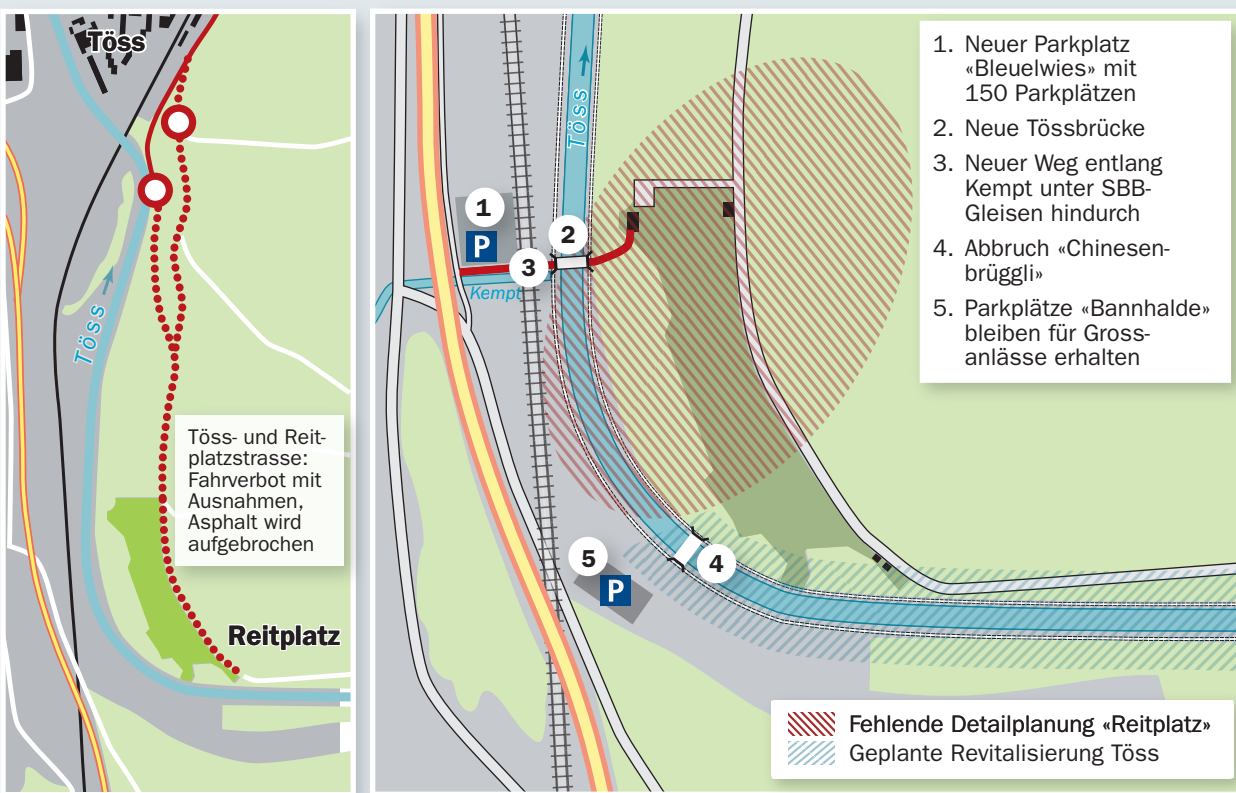 Töss
Töss
Töss- und Reit-
platzstrasse:
Fahrverbot mit
Ausnahmen,
Asphalt wird
aufgebrochen
Reitplatz
Töss
1
P
2
3
Kempt
4
5
P
1. Neuer Parkplatz
«Bleuelwies» mit
150 Parkplätzen
2. Neue Tössbrücke
3. Neuer Weg entlang
Kempt unter SBB-
Gleisen hindurch
4. Abbruch «Chinesen-
brüggli»
5. Parkplätze «Bannhalde»
bleiben für Gross-
anlässe erhalten
Fehlende Detailplanung «Reitplatz»
Geplante Revitalisierung Töss